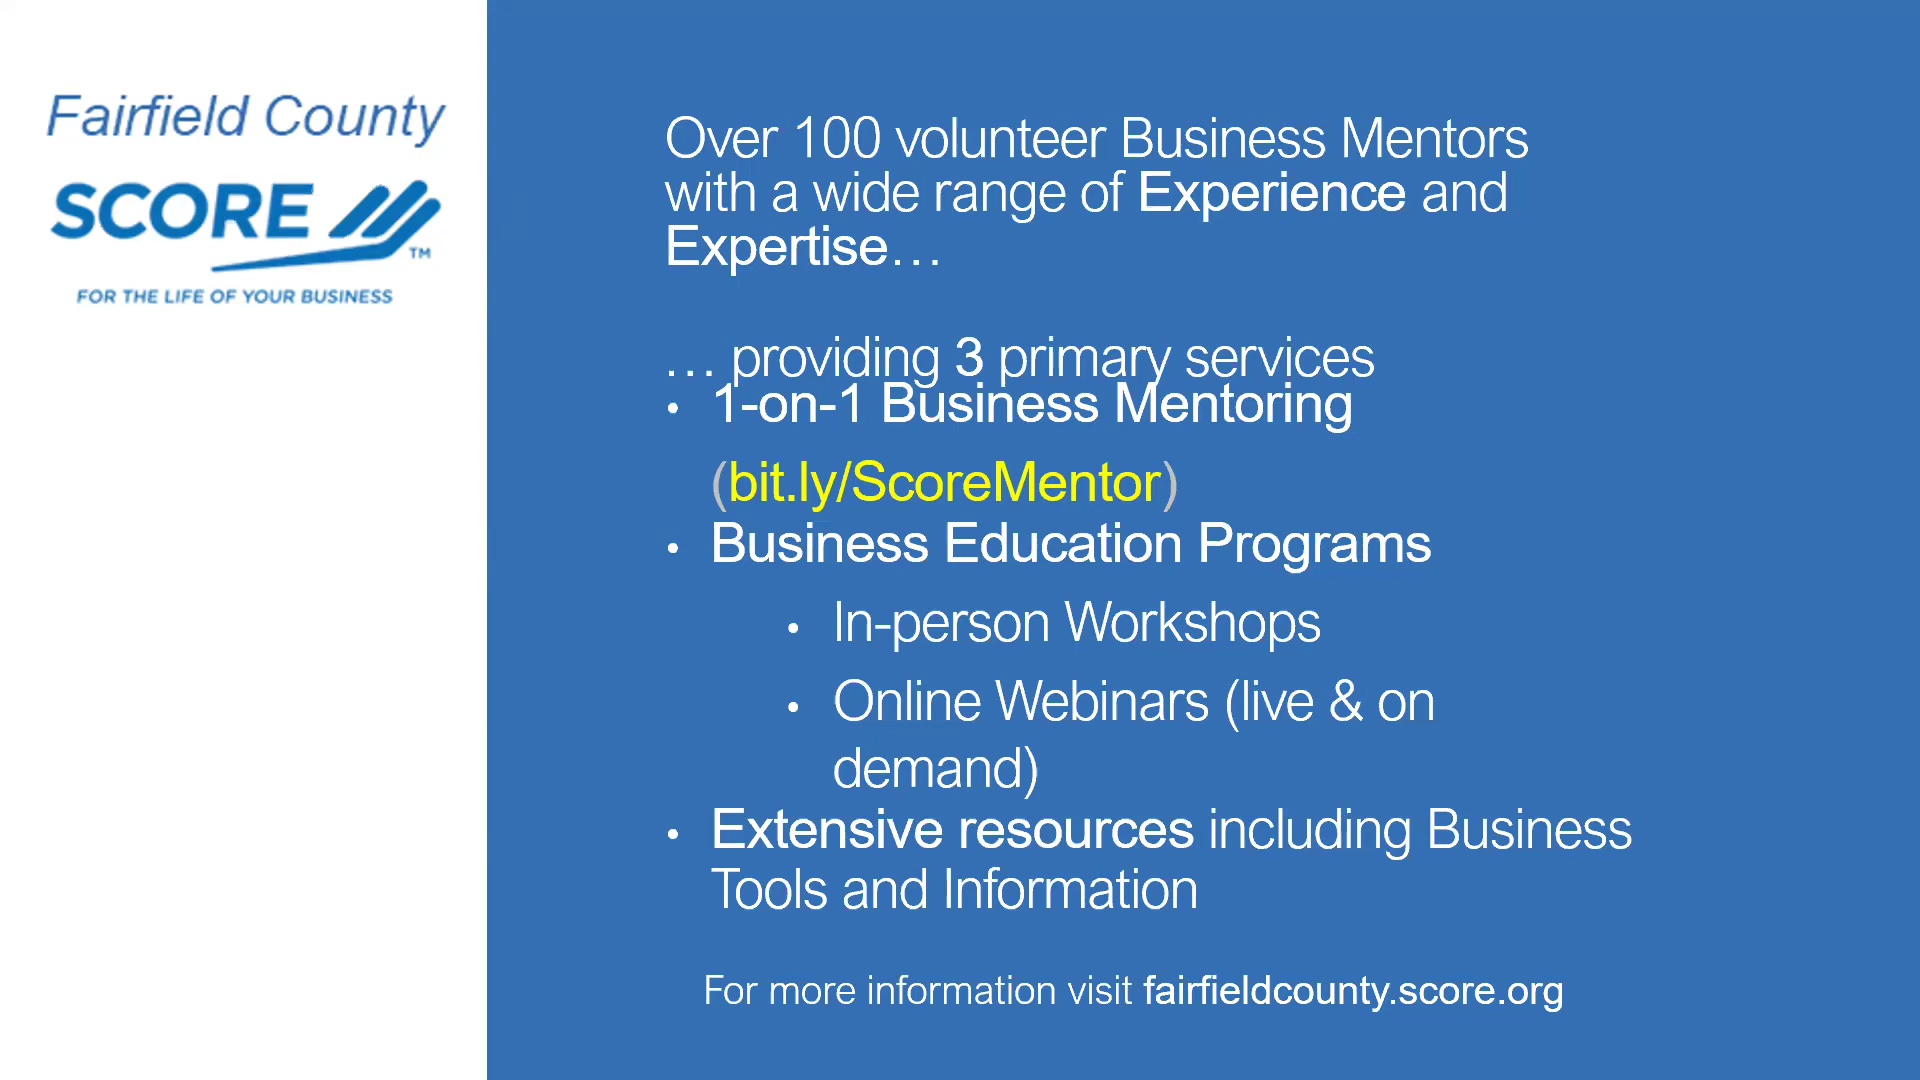 Fairfield County
SCORE
TM
FOR THE LIFE OF YOUR BUSINESS
Over 100 volunteer Business Mentors
with a wide range of Experience and
Expertise…
… providing 3 primary services
• 1-on-1 Business Mentoring
(bit.ly/ScoreMentor)
• Business Education Programs
• In-person Workshops
• Online Webinars (live & on
demand)
• Extensive resources including Business
Tools and Information
For more information visit fairfieldcounty.score.org